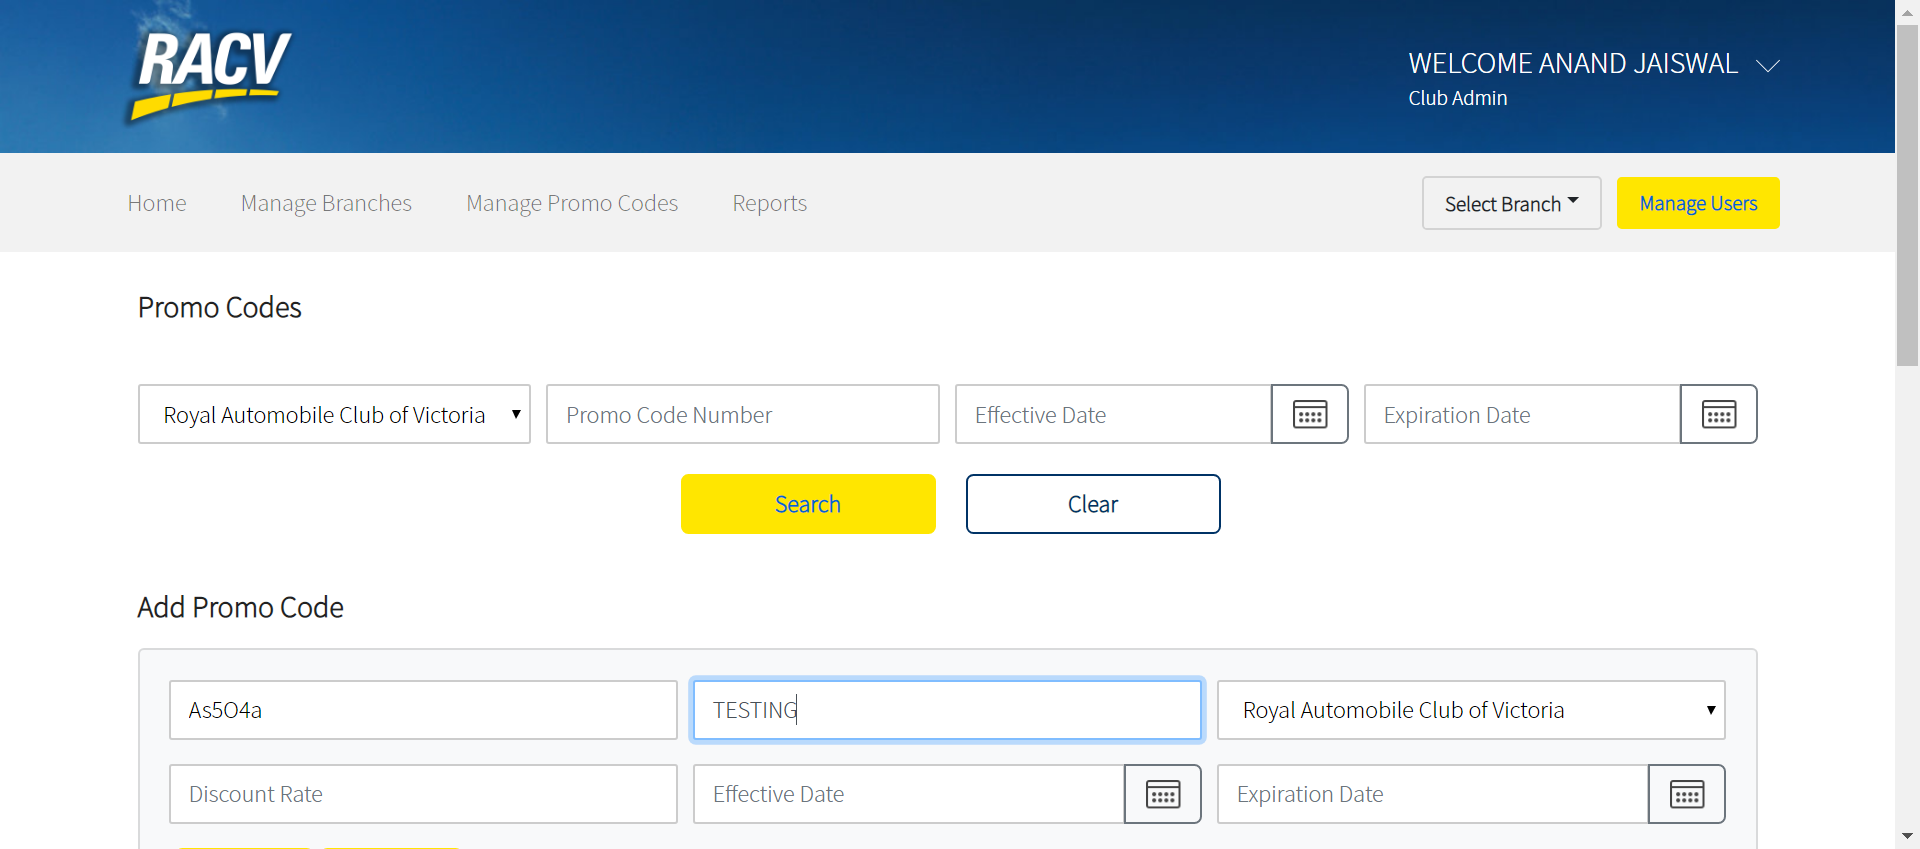 RACV
WELCOME ANAND JAISWAL
Club Admin
Home Manage Branches Manage Promo Codes Reports Select Branch Manage Users
Promo Codes
Royal Automobile Club of Victoria Promo Code Number Effective Date Expiration Date
Search Clear
Add Promo Code
As5O4a TESTING Royal Automobile Club of Victoria
Discount Rate Effective Date Expiration Date